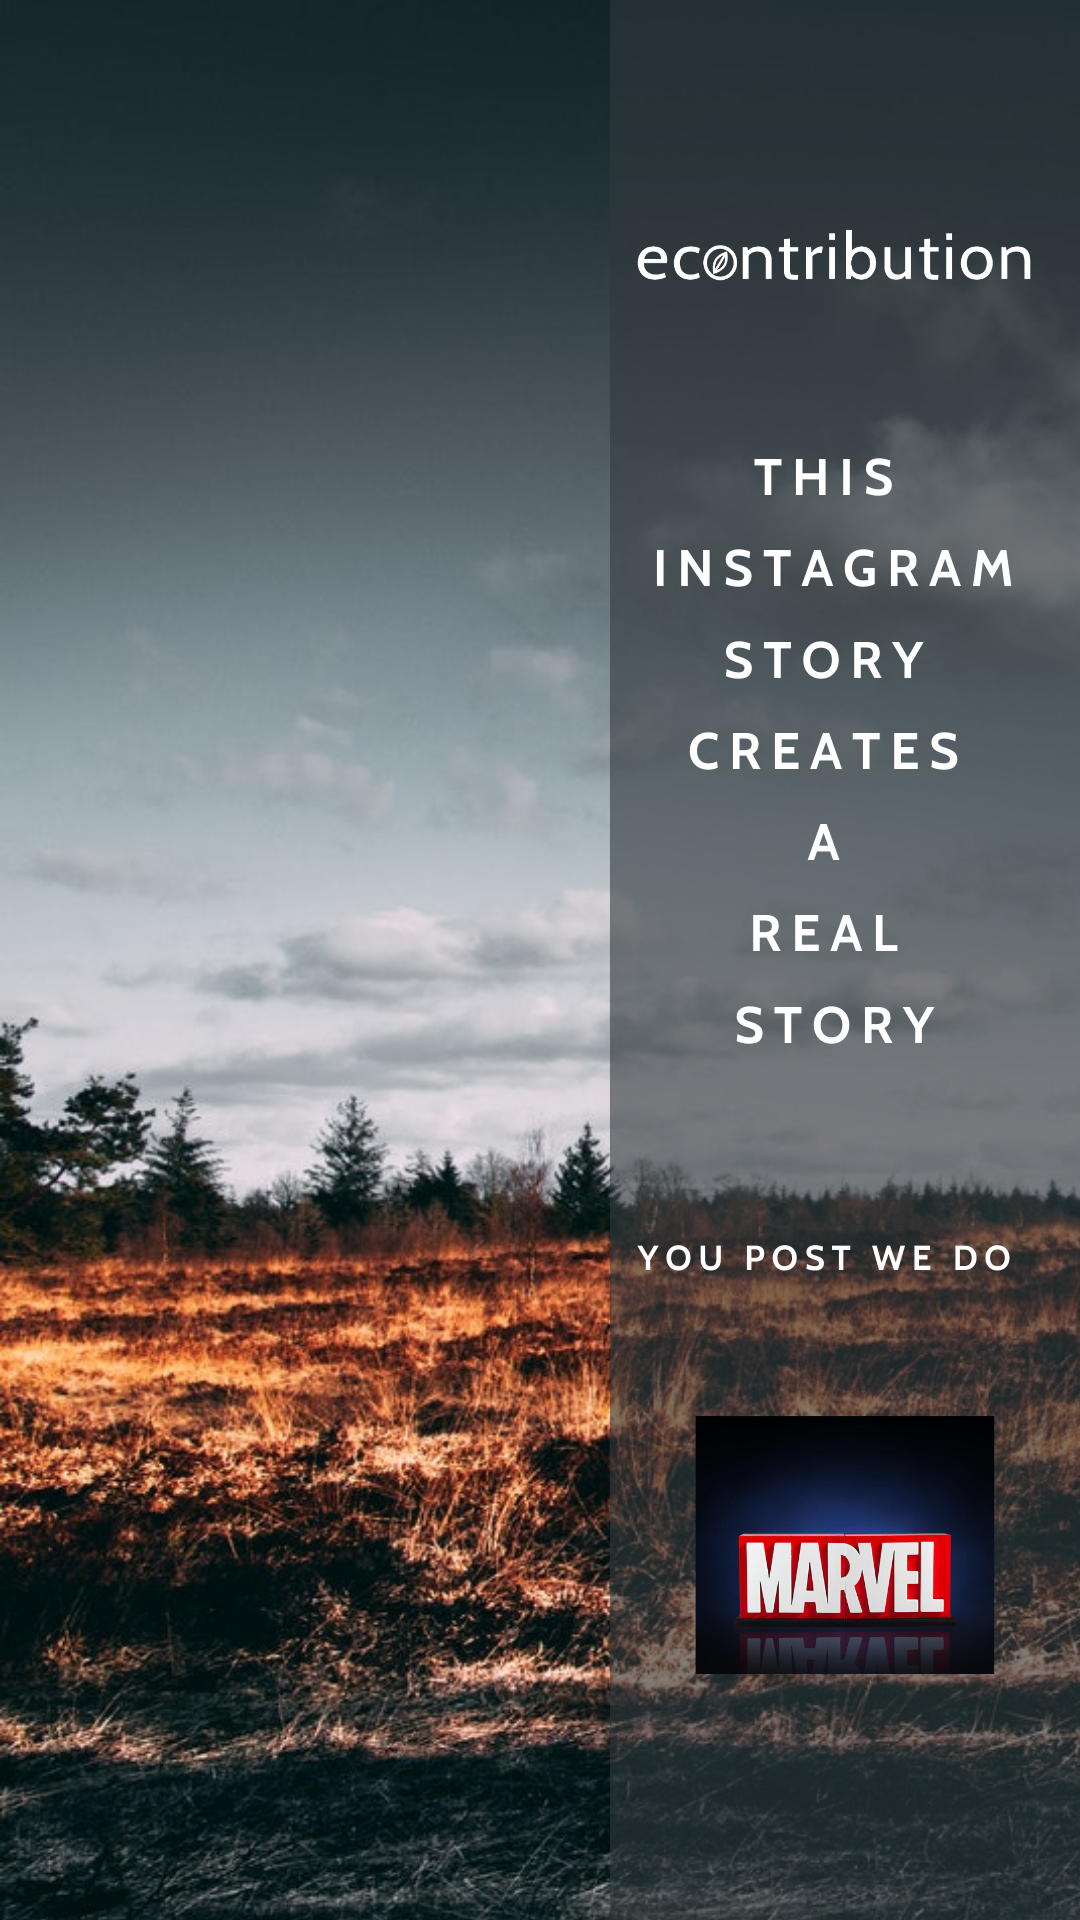 econtribution
THIS
INSTAGRAM
STORY
CREATES
A
REAL
STORY
YOU POST WE DO
MARVEL